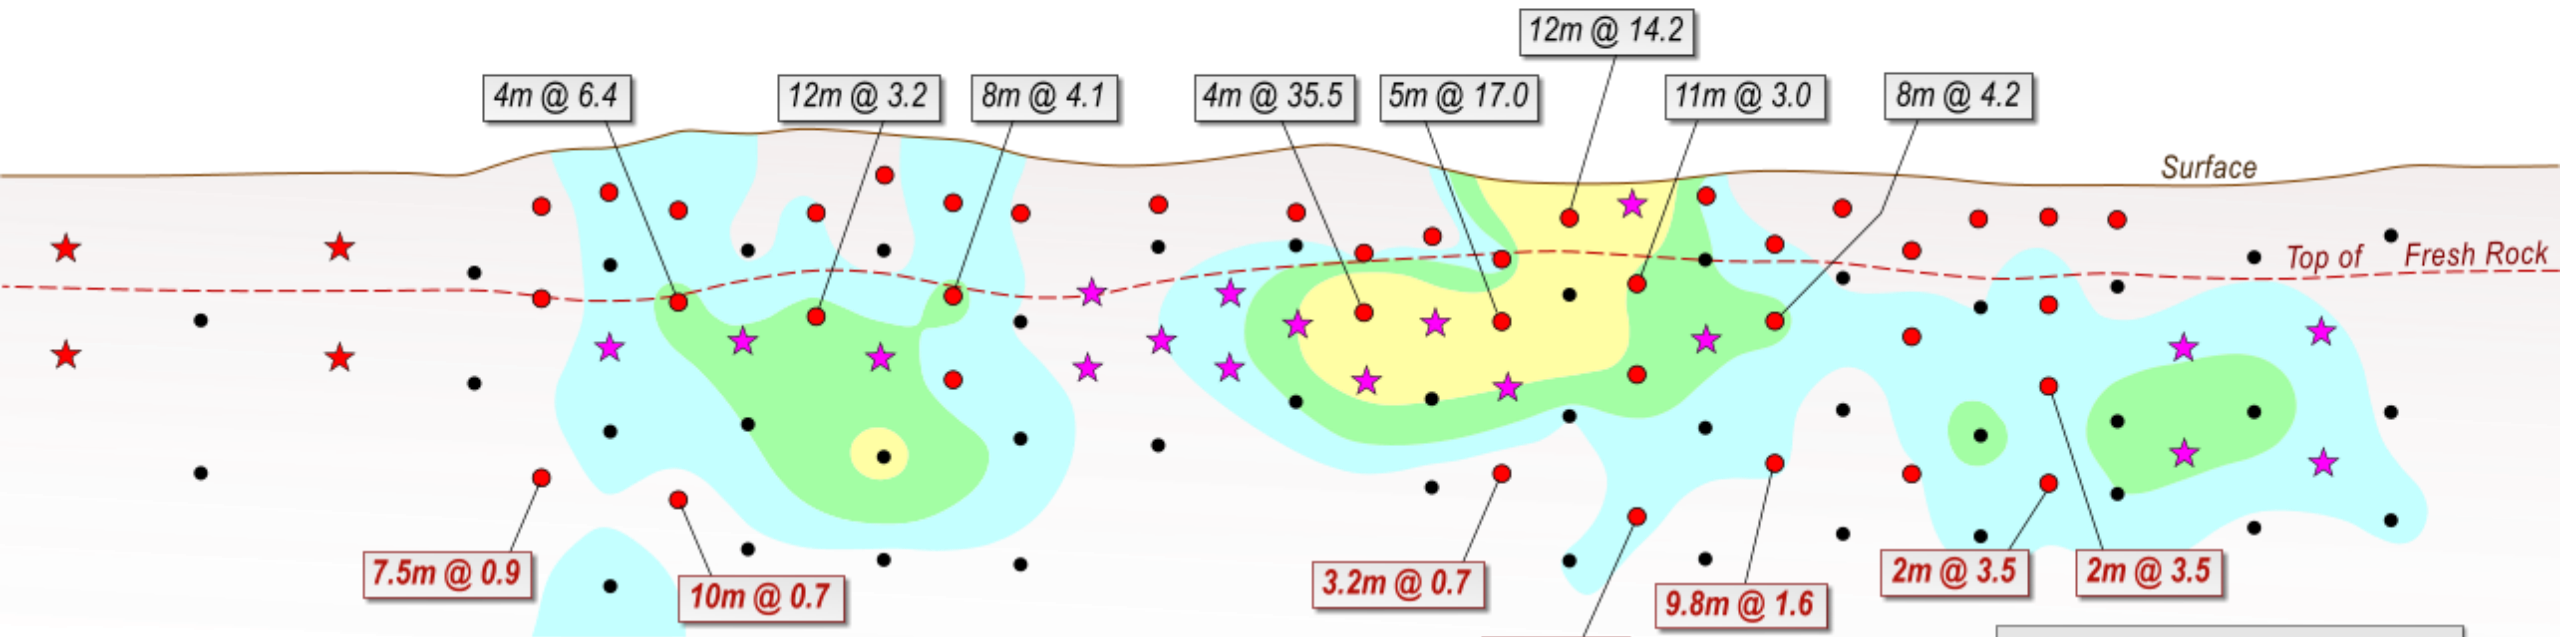 12m @ 14.2
4m @ 6.4
12m @ 3.2
8m @ 4.1
4m @ 35.5
5m @ 17.0
11m @ 3.0
8m @ 4.2
Surface
Top of Fresh Rock
7.5m @ 0.9
10m @ 0.7
3.2m @ 0.7
9.8m @ 1.6
2m @ 3.5
2m @ 3.5